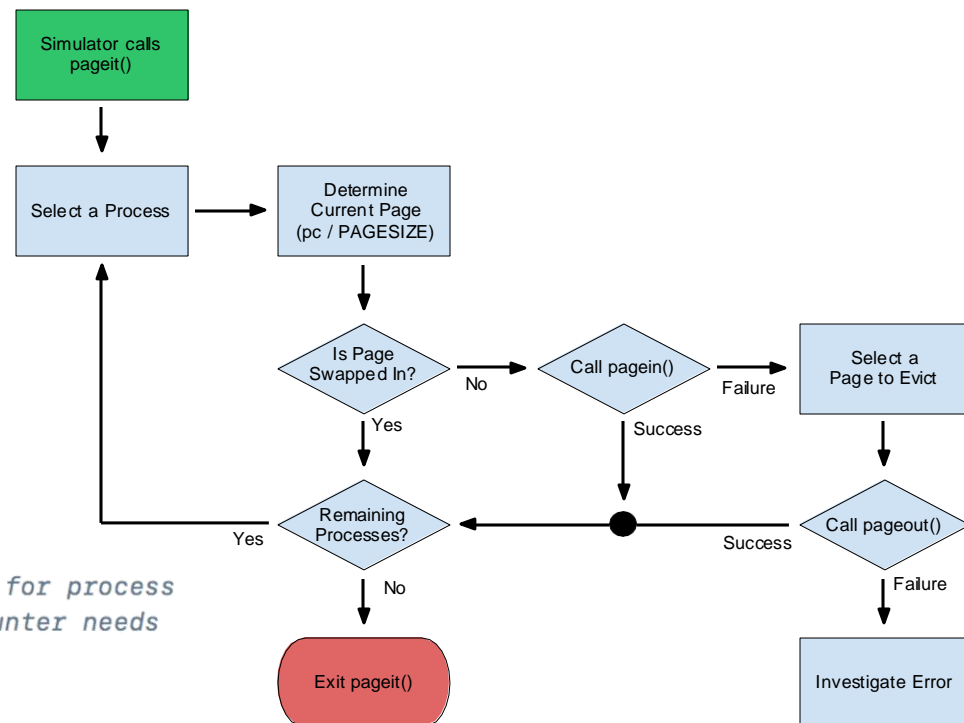 Simulator calls
pageit()
Select a Process
Determine
Current Page
(pc / PAGESIZE)
Is Page
Swapped In?
No
Call pagein()
Failure
Select a
Page to Evict
Yes
Success
Remaining
Processes?
Yes
Success
Call pageout()
No
Failure
for process
needs
Exit pageit()
Investigate Error